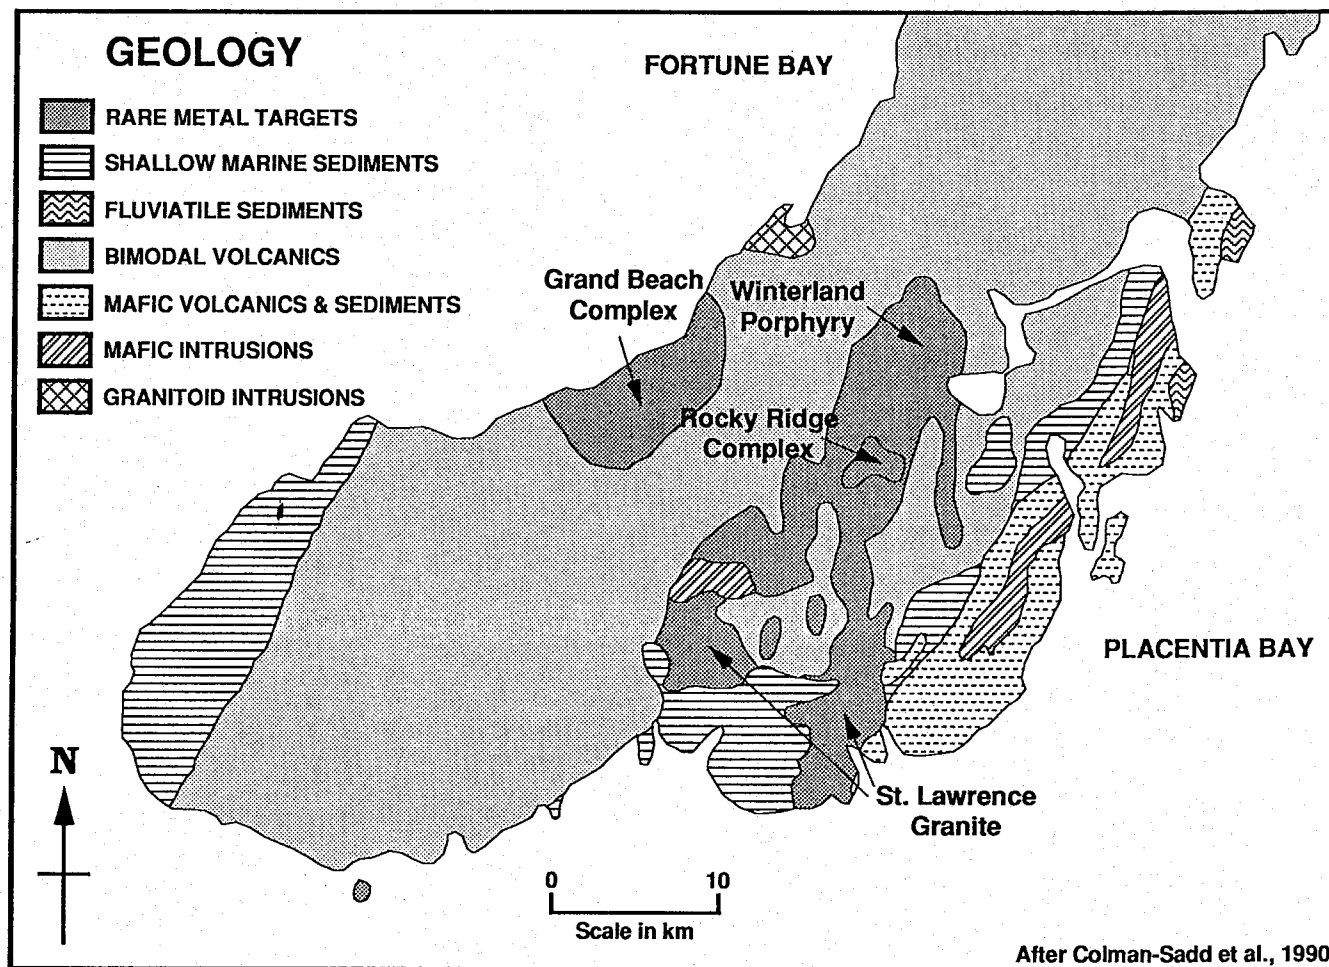 GEOLOGY
RARE METAL TARGETS
SHALLOW MARINE SEDIMENTS
FLUVIATILE SEDIMENTS
BIMODAL VOLCANICS
MAFIC VOLCANICS & SEDIMENTS
MAFIC INTRUSIONS
GRANITOID INTRUSIONS
FORTUNE BAY
Grand Beach
Complex
Winterland
Porphyry
Rocky Ridge
Complex
PLACENTIA BAY
St. Lawrence
Granite
N
0 10
Scale in km
After Colman-Sadd et al., 1990